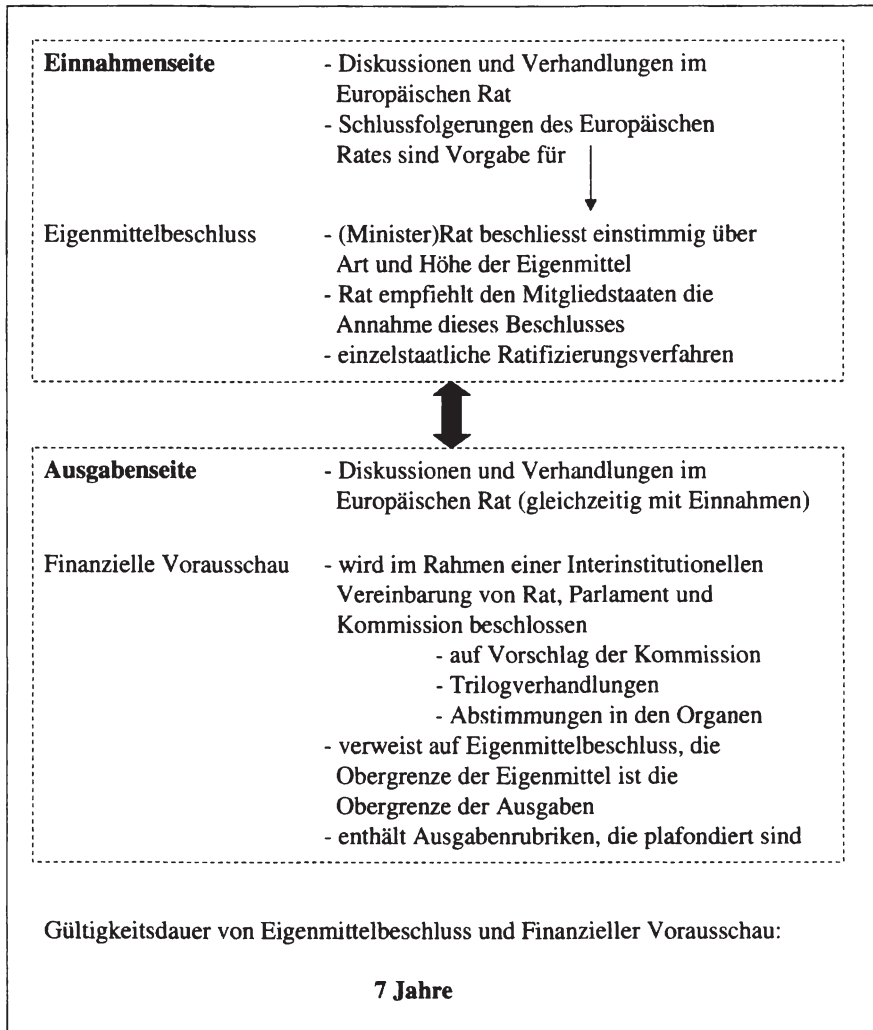 Einnahmenseite - Diskussionen und Verhandlungen im
Europäischen Rat
- Schlussfolgerungen des Europäischen
Rates sind Vorgabe für
Eigenmittelbeschluss - (Minister)Rat beschliesst einstimmig über
Art und Höhe der Eigenmittel
- Rat empfiehlt den Mitgliedstaaten die
Annahme dieses Beschlusses
- einzelstaatliche Ratifizierungsverfahren
Ausgabenseite - Diskussionen und Verhandlungen im
Europäischen Rat (gleichzeitig mit Einnahmen)
Finanzielle Vorausschau - wird im Rahmen einer Interinstitutionellen
Vereinbarung von Rat, Parlament und
Kommission beschlossen
- auf Vorschlag der Kommission
- Trilogverhandlungen
- Abstimmungen in den Organen
- verweist auf Eigenmittelbeschluss, die
Obergrenze der Eigenmittel ist die
Obergrenze der Ausgaben
- enthält Ausgabenrubriken, die plafondiert sind
Gültigkeitsdauer von Eigenmittelbeschluss und Finanzieller Vorausschau:
7 Jahre